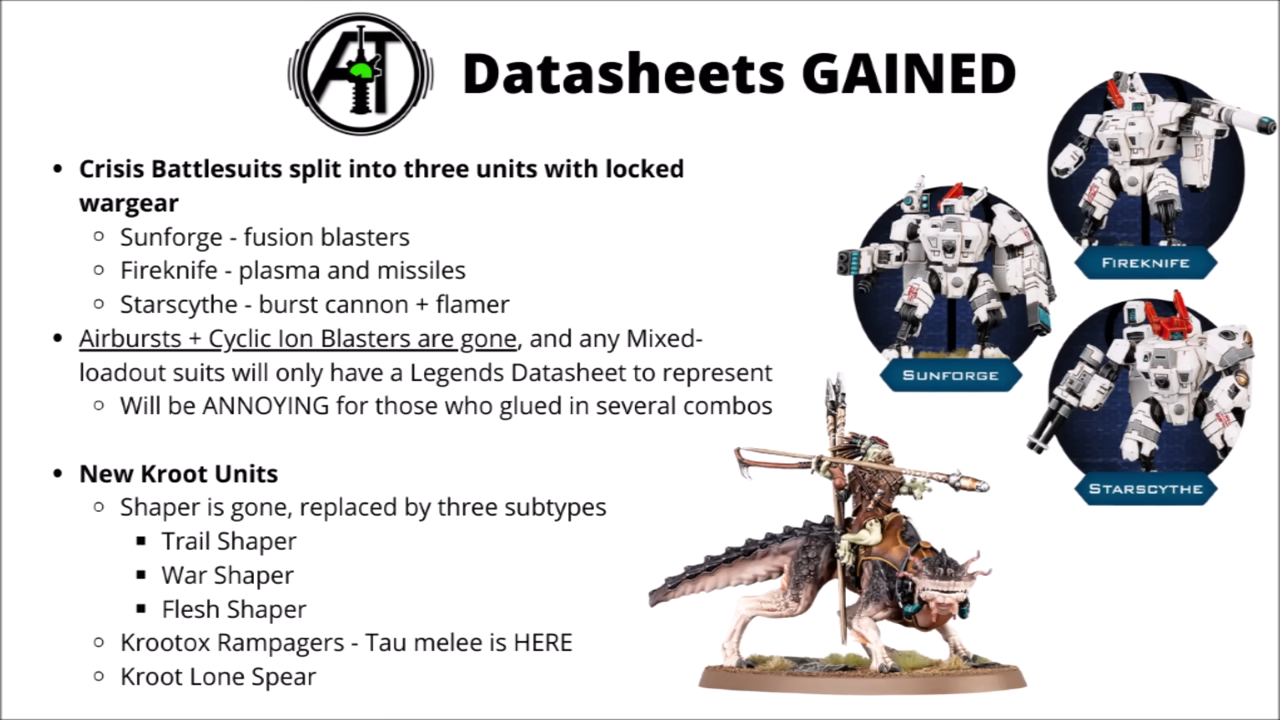 AT
Datasheets GAINED
• Crisis Battlesuits split into three units with locked
wargear
○ Sunforge - fusion blasters
○ Fireknife - plasma and missiles
○ Starscythe - burst cannon + flamer
• Airbursts + Cyclic Ion Blasters are gone, and any Mixed-
loadout suits will only have a Legends Datasheet to represent
○ Will be ANNOYING for those who glued in several combos
• New Kroot Units
○ Shaper is gone, replaced by three subtypes
▪ Trail Shaper
▪ War Shaper
▪ Flesh Shaper
○ Krootox Rampagers - Tau melee is HERE
○ Kroot Lone Spear
FIREKNIFE
SUNFORGE
STARSCYTHE